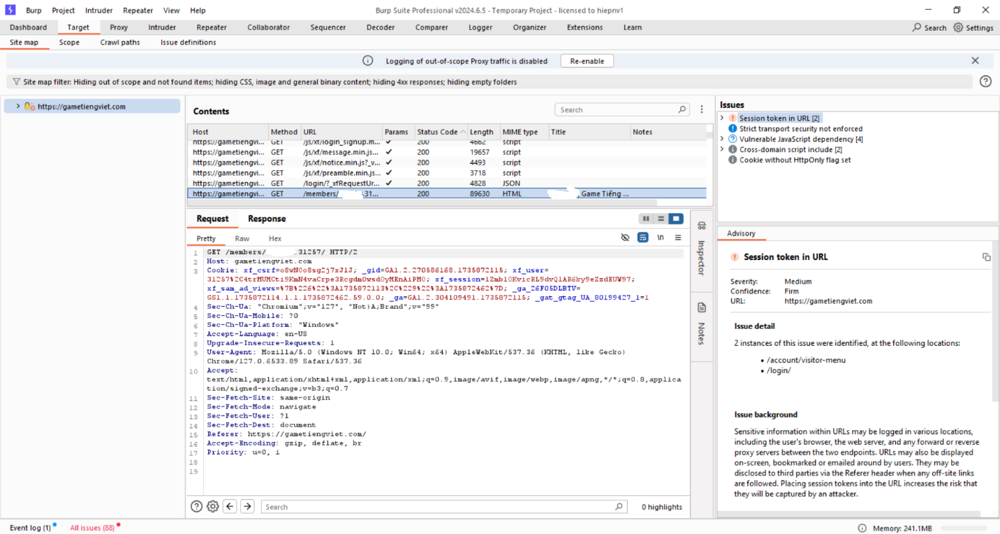 Burp Project Intruder Repeater View Help
Burp Suite Professional v2024.6.5 - Temporary Project - licensed to hiepnv1
Dashboard Target Proxy Intruder Repeater Collaborator Sequencer Decoder Comparer Logger Organizer Extensions Learn
Search Settings
Site map Scope Crawl paths Issue definitions
Logging of out-of-scope Proxy traffic is disabled Re-enable
Site map filter: Hiding out of scope and not found items; hiding CSS, image and general binary content; hiding 4xx responses; hiding empty folders
https://gametiengviet.com
Contents
Search
Host Method URL Params Status Code Length MIME type Title Notes
https://gametiengvi... GET /js/xf/login_signup.m... ✓ 200 4662 script
https://gametiengvi... GET /js/xf/message.min.js... ✓ 200 19657 script
https://gametiengvi... GET /js/xf/notice.min.js?_v... ✓ 200 4493 script
https://gametiengvi... GET /js/xf/preamble.min.js... ✓ 200 3718 script
https://gametiengvi... GET /login/?_xfRequestUr... ✓ 200 4828 JSON
https://gametiengvi... GET /members/ .31... 200 89630 HTML , Game Tiếng ...
Request Response
Pretty Raw Hex
\n
1 GET /members/ 31257/ HTTP/2
2 Host: gametiengviet.com
3 Cookie: xf_csrf=o8wN0o8sg2j7xJ1J; _gid=GA1.2.270586168.1735872115; xf_user=
31257%2C4trMUMCti9KmN4vaCrpe3RcgdmOwsdOyMEnAiPMO; xf_session=1Zmb10KvicRL9dvQ1AR6ky9eZzdEUW97;
xf_sam_ad_views=%7B%226%22%3A1735872113%2C%229%22%3A1735872462%7D; _ga_26F05DLBTV=
GS1.1.1735872114.1.1.1735872462.59.0.0; _ga=GA1.2.304109491.1735872115; _gat_gtag_UA_80199427_1=1
4 Sec-Ch-Ua: "Chromium";v="127", "Not)A;Brand";v="99"
5 Sec-Ch-Ua-Mobile: ?0
6 Sec-Ch-Ua-Platform: "Windows"
7 Accept-Language: en-US
8 Upgrade-Insecure-Requests: 1
9 User-Agent: Mozilla/5.0 (Windows NT 10.0; Win64; x64) AppleWebKit/537.36 (KHTML, like Gecko)
Chrome/127.0.6533.89 Safari/537.36
10 Accept:
text/html,application/xhtml+xml,application/xml;q=0.9,image/avif,image/webp,image/apng,*/*;q=0.8,applica
tion/signed-exchange;v=b3;q=0.7
11 Sec-Fetch-Site: same-origin
12 Sec-Fetch-Mode: navigate
13 Sec-Fetch-User: ?1
14 Sec-Fetch-Dest: document
15 Referer: https://gametiengviet.com/
16 Accept-Encoding: gzip, deflate, br
17 Priority: u=0, i
18
19
Search
0 highlights
Inspector
Notes
Issues
Session token in URL [2]
Strict transport security not enforced
Vulnerable JavaScript dependency [4]
Cross-domain script include [2]
Cookie without HttpOnly flag set
Advisory
Session token in URL
Severity: Medium
Confidence: Firm
URL: https://gametiengviet.com
Issue detail
2 instances of this issue were identified, at the following locations:
• /account/visitor-menu
• /login/
Issue background
Sensitive information within URLs may be logged in various locations,
including the user's browser, the web server, and any forward or reverse
proxy servers between the two endpoints. URLs may also be displayed
on-screen, bookmarked or emailed around by users. They may be
disclosed to third parties via the Referer header when any off-site links
are followed. Placing session tokens into the URL increases the risk that
they will be captured by an attacker.
Event log (1) All issues (88)
Memory: 241.1MB